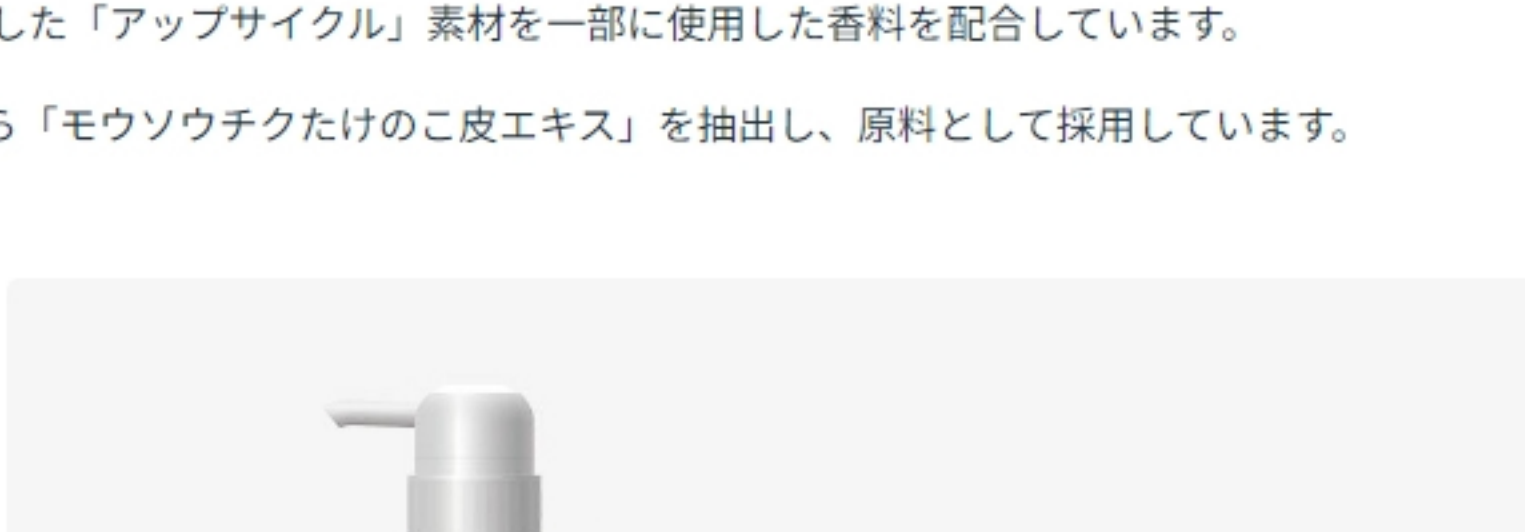 した「アップサイクル」素材を一部に使用した香料を配合しています。
ら「モウソウチクたけのこ皮エキス」を抽出し、原料として採用しています。